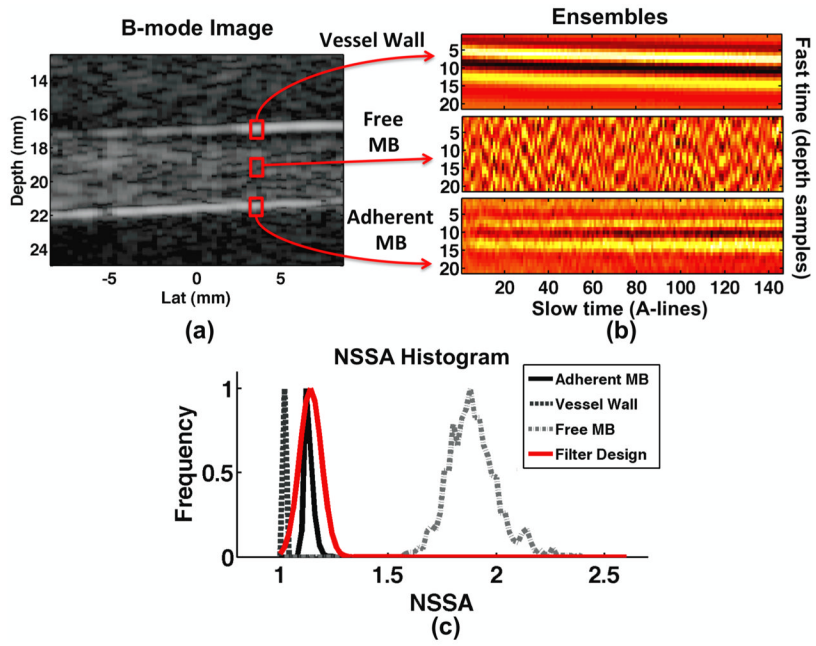 B-mode Image
Ensembles
Vessel Wall
Free
MB
Adherent
MB
14
16
18
20
22
24
Depth (mm)
-5
0
5
Lat (mm)
(a)
5
10
15
20
5
10
15
20
5
10
15
20
Fast time (depth samples)
20
40
60
80
100
120
140
Slow time (A-lines)
(b)
NSSA Histogram
Adherent MB
Vessel Wall
Free MB
Filter Design
1
0.5
0
Frequency
1
1.5
2
2.5
NSSA
(c)